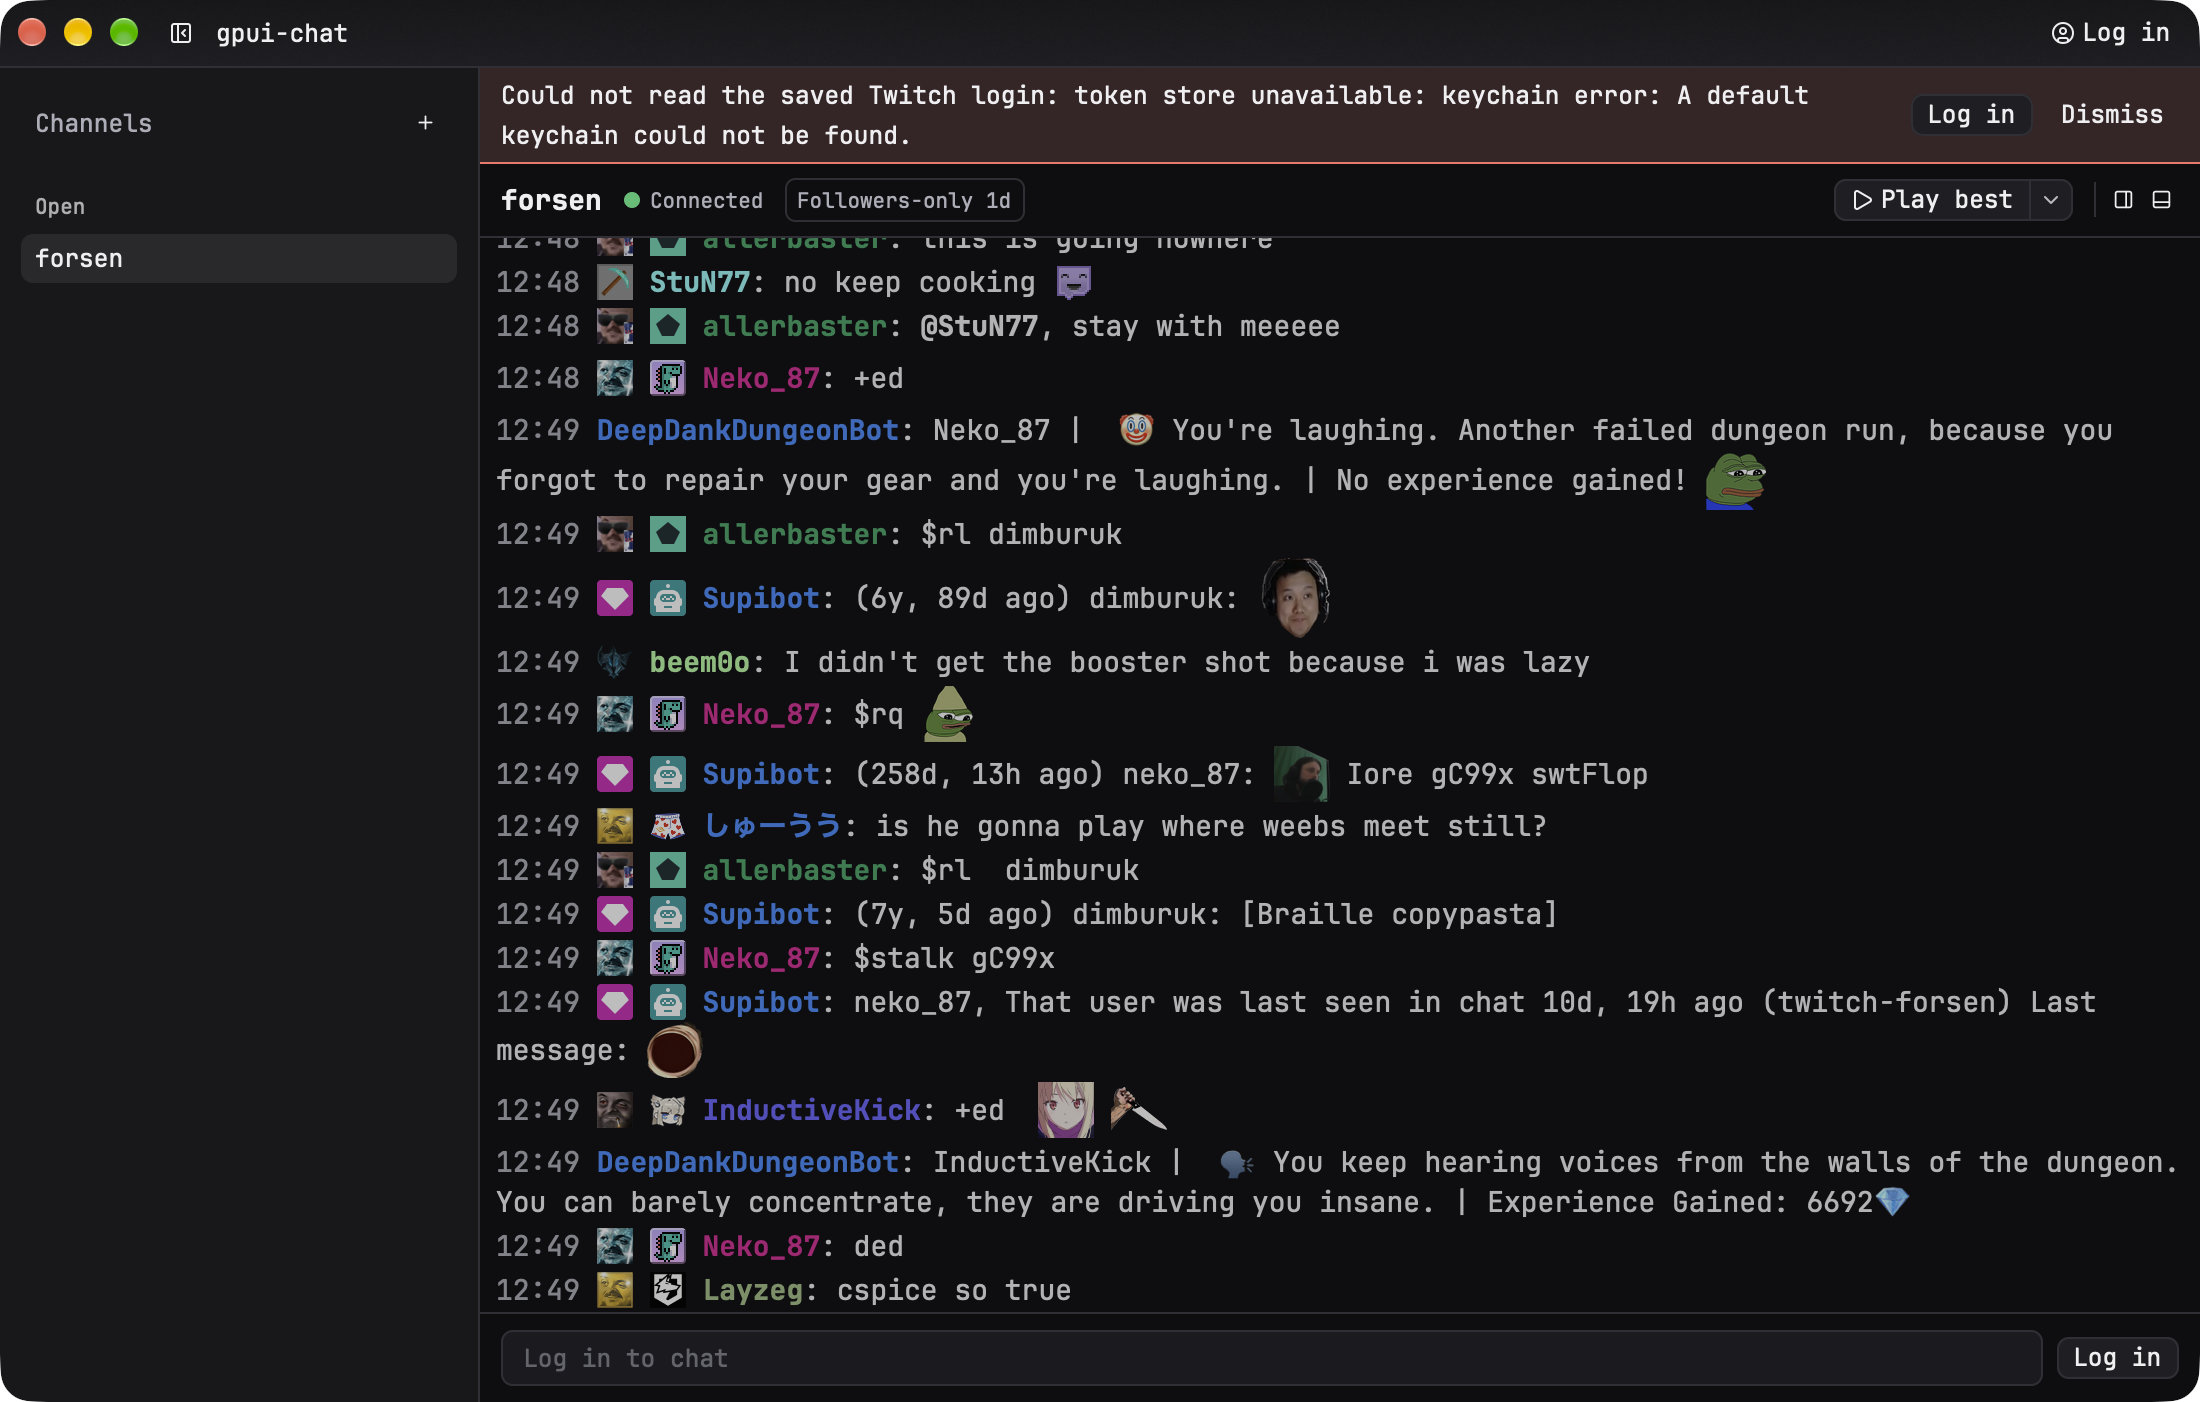 gpui-chat
Log in
Channels
+
Open
forsen
Could not read the saved Twitch login: token store unavailable: keychain error: A default
keychain could not be found.
Log in
Dismiss
forsen
Connected
Followers-only 1d
Play best
12:48 allerbaster: this is going nowhere
12:48 StuN77: no keep cooking
12:48 allerbaster: @StuN77, stay with meeeee
12:48 Neko_87: +ed
12:49 DeepDankDungeonBot: Neko_87 | 🤡 You're laughing. Another failed dungeon run, because you
forgot to repair your gear and you're laughing. | No experience gained!
12:49 allerbaster: $rl dimburuk
12:49 Supibot: (6y, 89d ago) dimburuk:
12:49 beem0o: I didn't get the booster shot because i was lazy
12:49 Neko_87: $rq
12:49 Supibot: (258d, 13h ago) neko_87: Iore gC99x swtFlop
12:49 しゅーうう: is he gonna play where weebs meet still?
12:49 allerbaster: $rl  dimburuk
12:49 Supibot: (7y, 5d ago) dimburuk: [Braille copypasta]
12:49 Neko_87: $stalk gC99x
12:49 Supibot: neko_87, That user was last seen in chat 10d, 19h ago (twitch-forsen) Last
message:
12:49 InductiveKick: +ed
12:49 DeepDankDungeonBot: InductiveKick | 🗣 You keep hearing voices from the walls of the dungeon.
You can barely concentrate, they are driving you insane. | Experience Gained: 6692💎
12:49 Neko_87: ded
12:49 Layzeg: cspice so true
Log in to chat
Log in